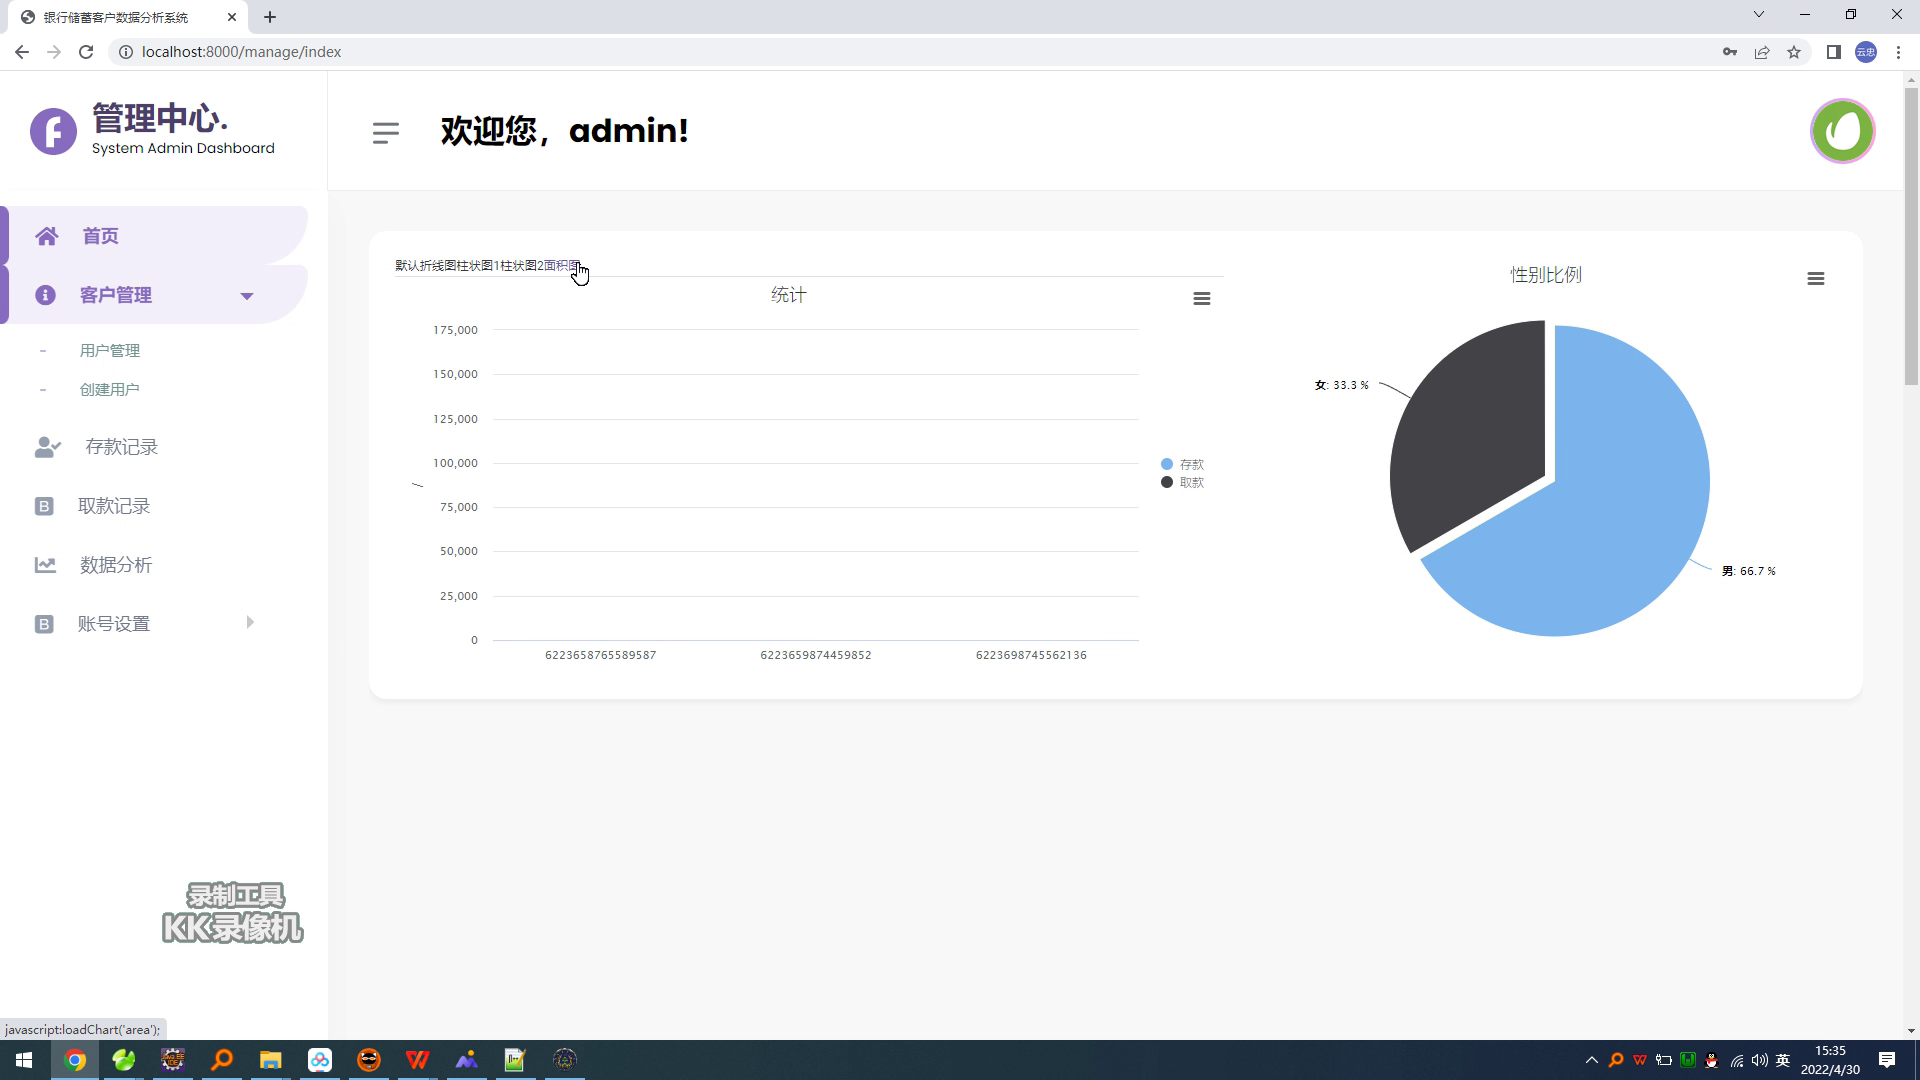 银行储蓄客户数据分析系统
localhost:8000/manage/index
云忠
管理中心.
System Admin Dashboard
欢迎您，admin!
首页
客户管理
- 用户管理
- 创建用户
存款记录
取款记录
数据分析
账号设置
默认折线图柱状图1柱状图2面积图
统计
175,000
150,000
125,000
100,000
75,000
50,000
25,000
0
6223658765589587
6223659874459852
6223698745562136
存款
取款
性别比例
女: 33.3 %
男: 66.7 %
录制工具
KK录像机
javascript:loadChart('area');
英
15:35
2022/4/30